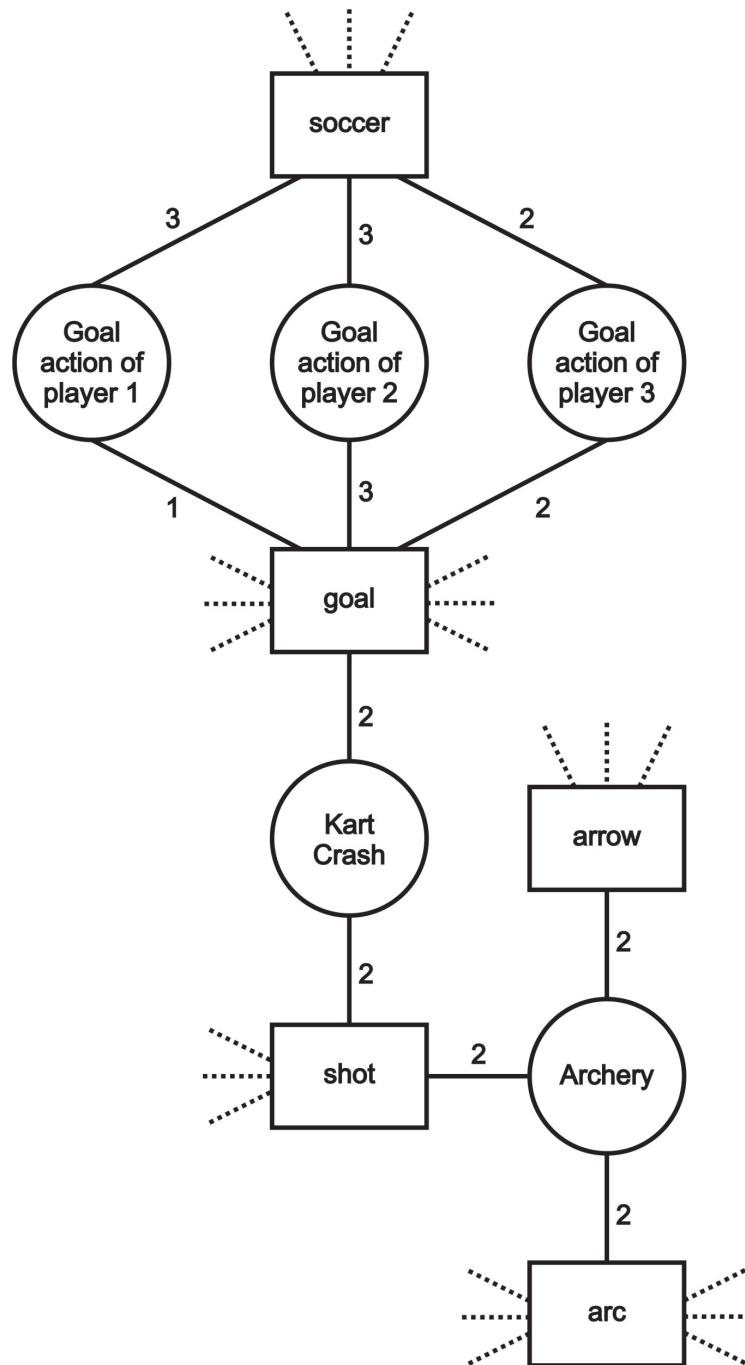 soccer
3
3
2
Goal
action of
player 1
Goal
action of
player 2
Goal
action of
player 3
1
3
2
goal
2
Kart
Crash
arrow
2
2
shot
2
Archery
2
arc